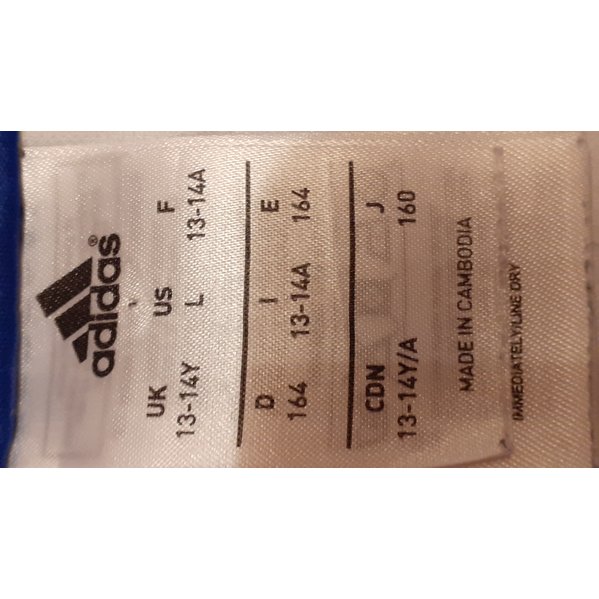 adidas®
UK US F
13-14Y L 13-14A
D I E
164 13-14A 164
CDN J
13-14Y/A 160
MADE IN CAMBODIA
IMMEDIATELY/LINE DRY